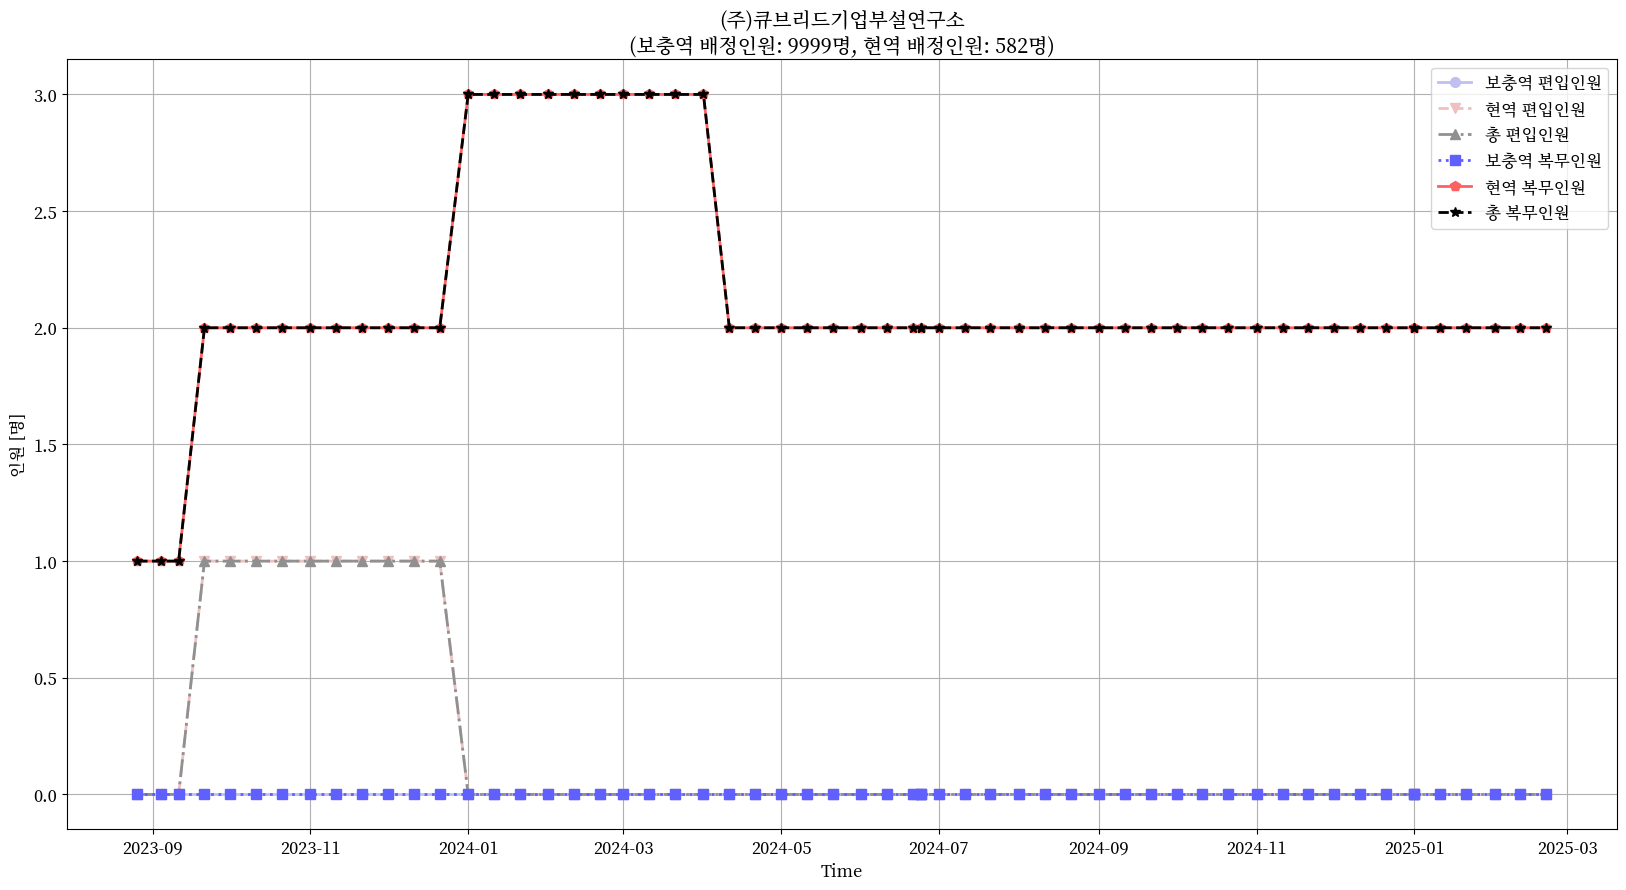 (주)큐브리드기업부설연구소
(보충역 배정인원: 9999명, 현역 배정인원: 582명)
보충역 편입인원
현역 편입인원
총 편입인원
보충역 복무인원
현역 복무인원
총 복무인원
3.0
2.5
2.0
1.5
1.0
0.5
0.0
인원 [명]
2023-09 2023-11 2024-01 2024-03 2024-05 2024-07 2024-09 2024-11 2025-01 2025-03
Time